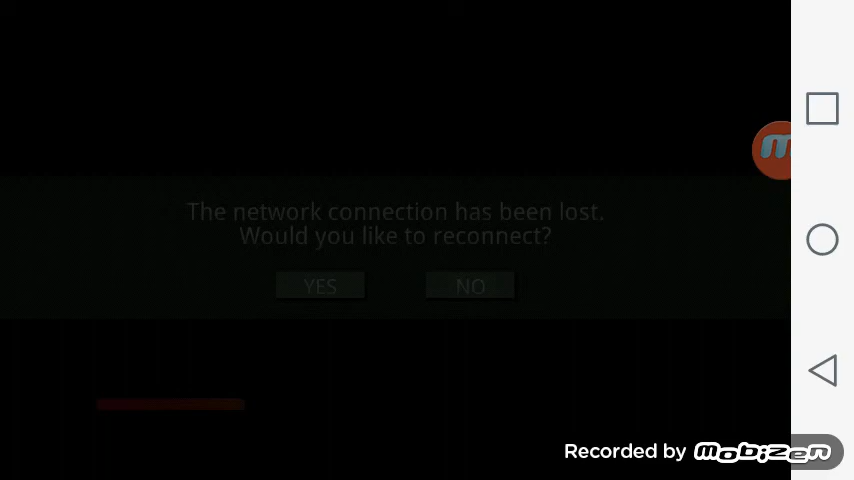 The network connection has been lost.
Would you like to reconnect?
YES
NO
Recorded by Mobizen